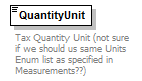 QuantityUnit
Tax Quantity Unit (not sure
if we should us same Units
Enum list as specified in
Measurements??)